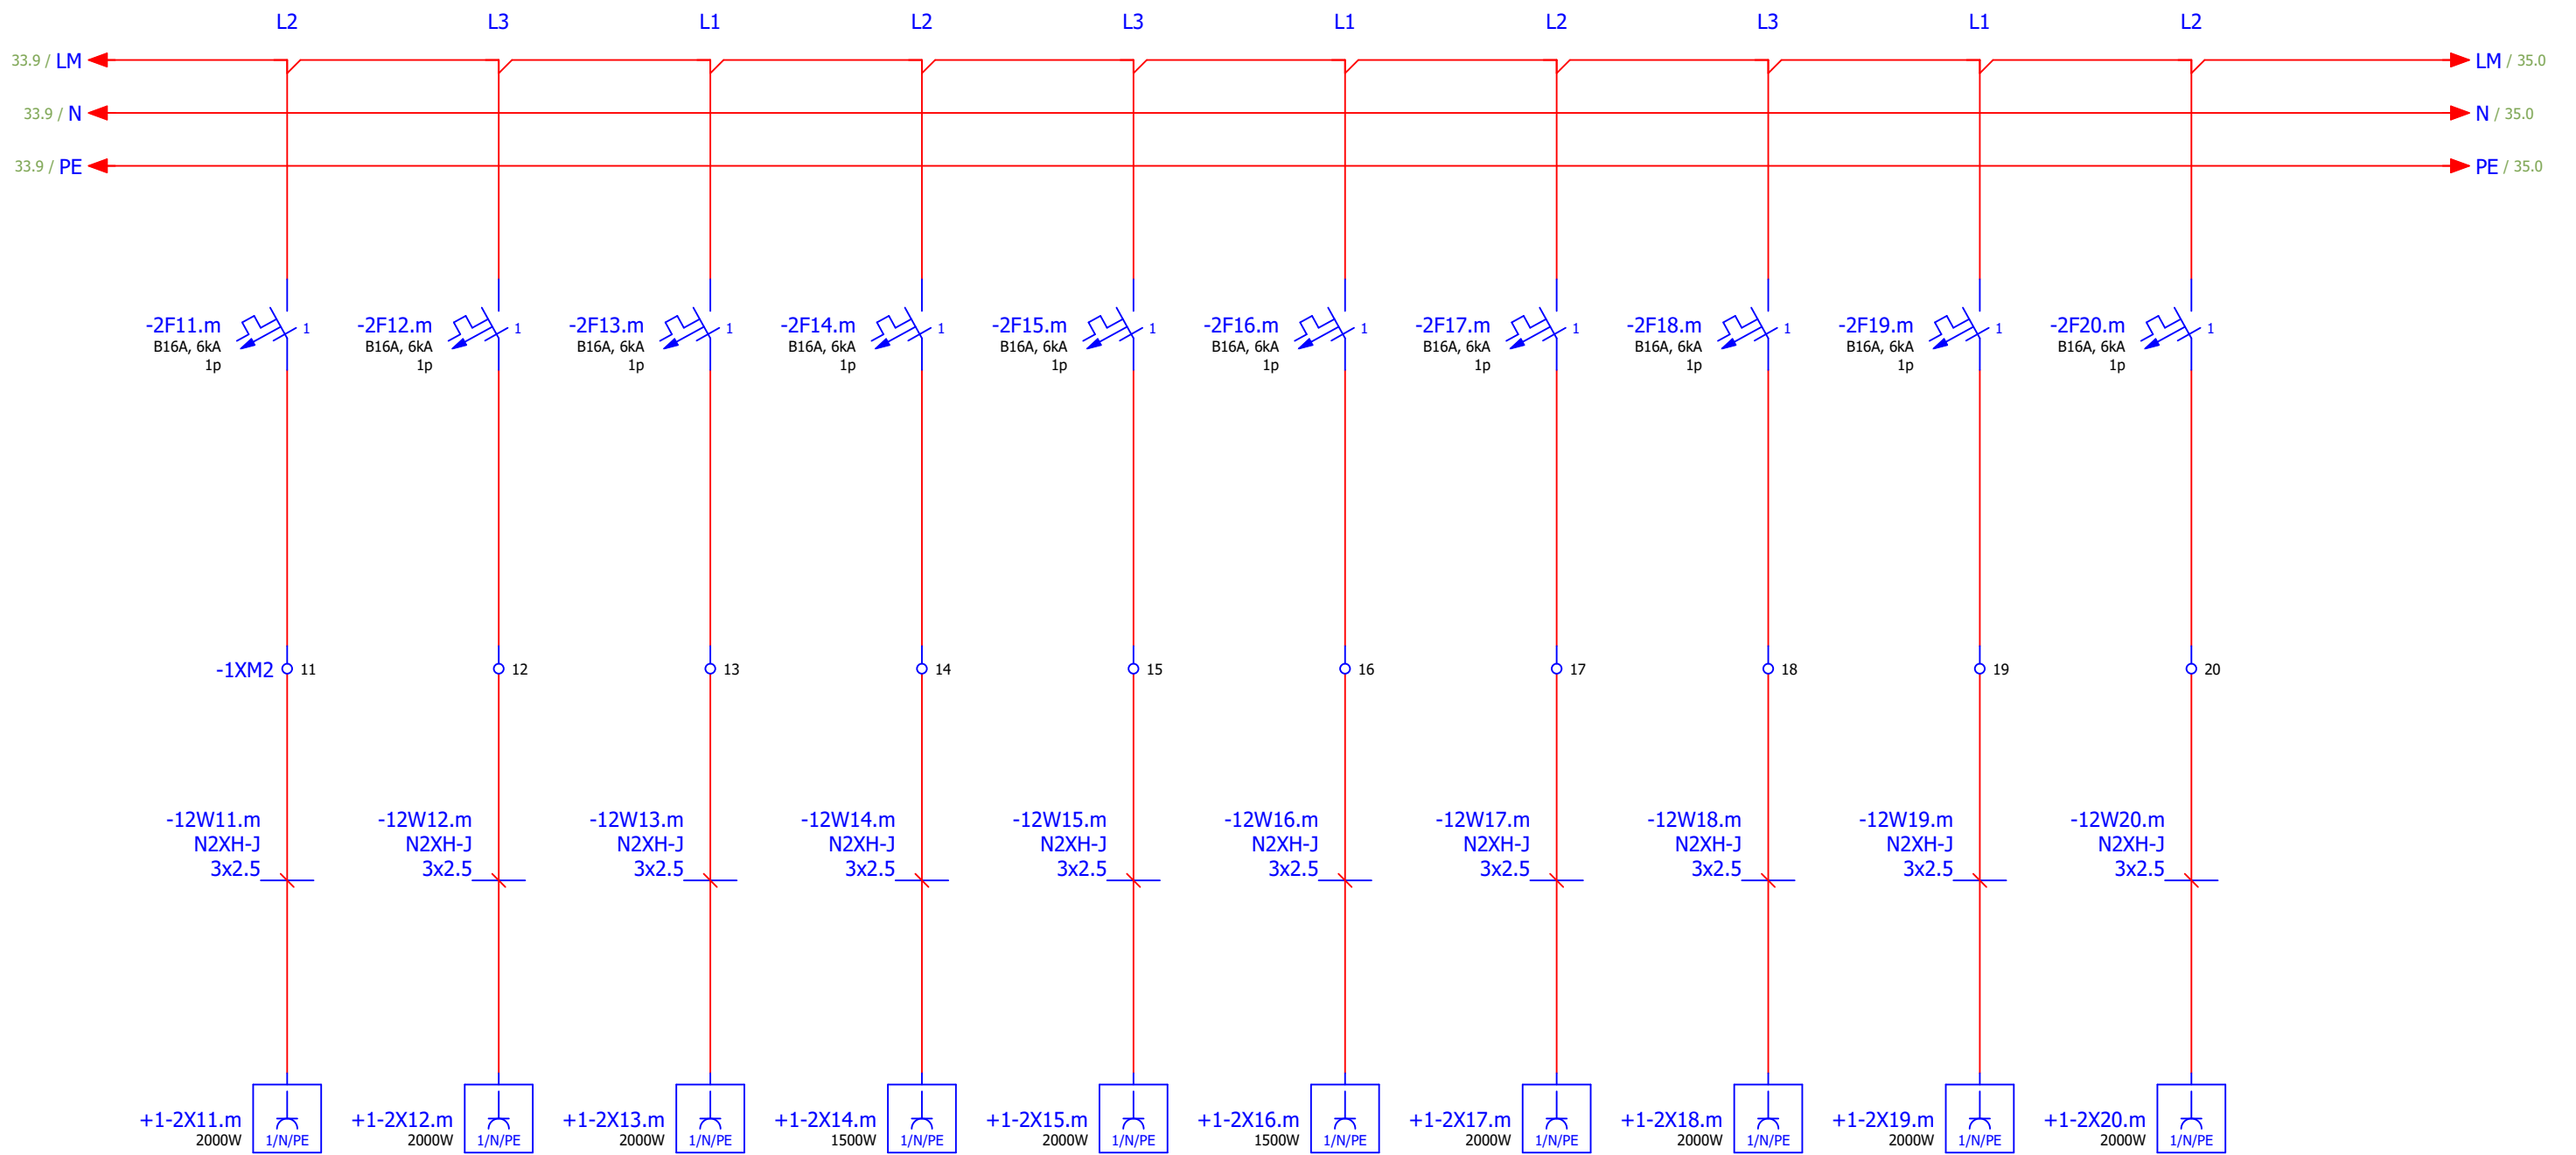 L2 L3 L1 L2 L3 L1 L2 L3 L1 L2
33.9 / LM LM / 35.0
33.9 / N N / 35.0
33.9 / PE PE / 35.0
-2F11.m 1 -2F12.m 1 -2F13.m 1 -2F14.m 1 -2F15.m 1 -2F16.m 1 -2F17.m 1 -2F18.m 1 -2F19.m 1 -2F20.m 1
B16A, 6kA B16A, 6kA B16A, 6kA B16A, 6kA B16A, 6kA B16A, 6kA B16A, 6kA B16A, 6kA B16A, 6kA B16A, 6kA
1p 1p 1p 1p 1p 1p 1p 1p 1p 1p
-1XM2 11 12 13 14 15 16 17 18 19 20
-12W11.m -12W12.m -12W13.m -12W14.m -12W15.m -12W16.m -12W17.m -12W18.m -12W19.m -12W20.m
N2XH-J N2XH-J N2XH-J N2XH-J N2XH-J N2XH-J N2XH-J N2XH-J N2XH-J N2XH-J
3x2.5 3x2.5 3x2.5 3x2.5 3x2.5 3x2.5 3x2.5 3x2.5 3x2.5 3x2.5
+1-2X11.m +1-2X12.m +1-2X13.m +1-2X14.m +1-2X15.m +1-2X16.m +1-2X17.m +1-2X18.m +1-2X19.m +1-2X20.m
2000W 1/N/PE 2000W 1/N/PE 2000W 1/N/PE 1500W 1/N/PE 2000W 1/N/PE 1500W 1/N/PE 2000W 1/N/PE 2000W 1/N/PE 2000W 1/N/PE 2000W 1/N/PE